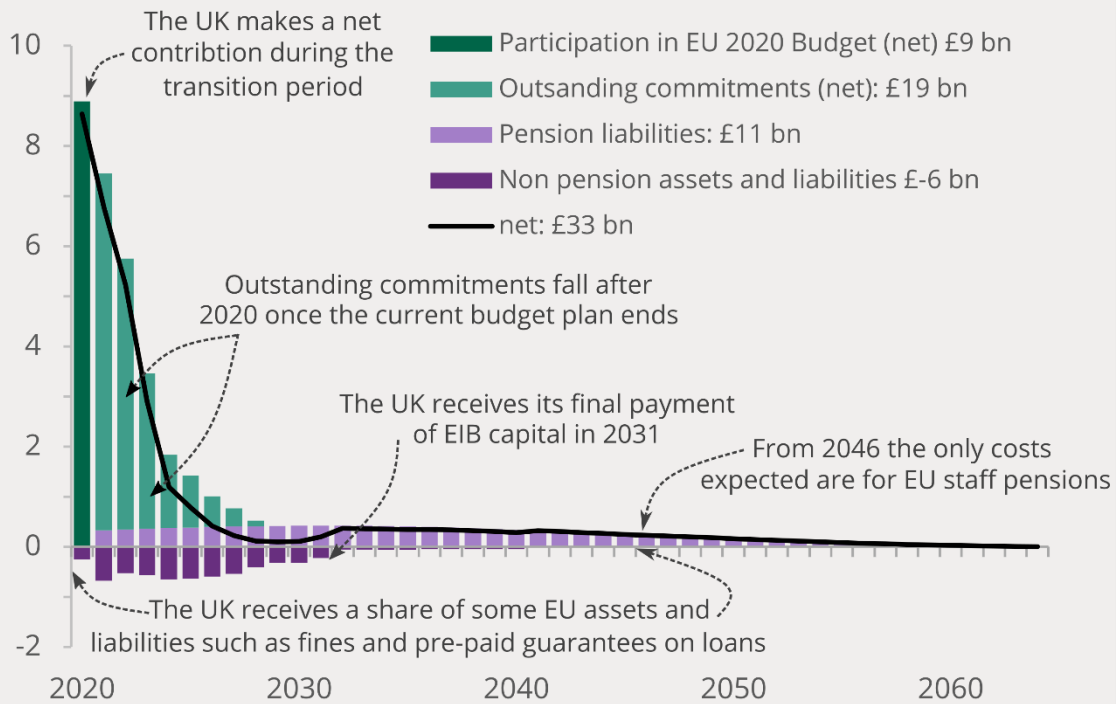 The UK makes a net
contribtion during the
transition period
Participation in EU 2020 Budget (net) £9 bn
Outsanding commitments (net): £19 bn
Pension liabilities: £11 bn
Non pension assets and liabilities £-6 bn
net: £33 bn
Outstanding commitments fall after
2020 once the current budget plan ends
The UK receives its final payment
of EIB capital in 2031
From 2046 the only costs
expected are for EU staff pensions
The UK receives a share of some EU assets and
liabilities such as fines and pre-paid guarantees on loans
10
8
6
4
2
0
-2
2020
2030
2040
2050
2060